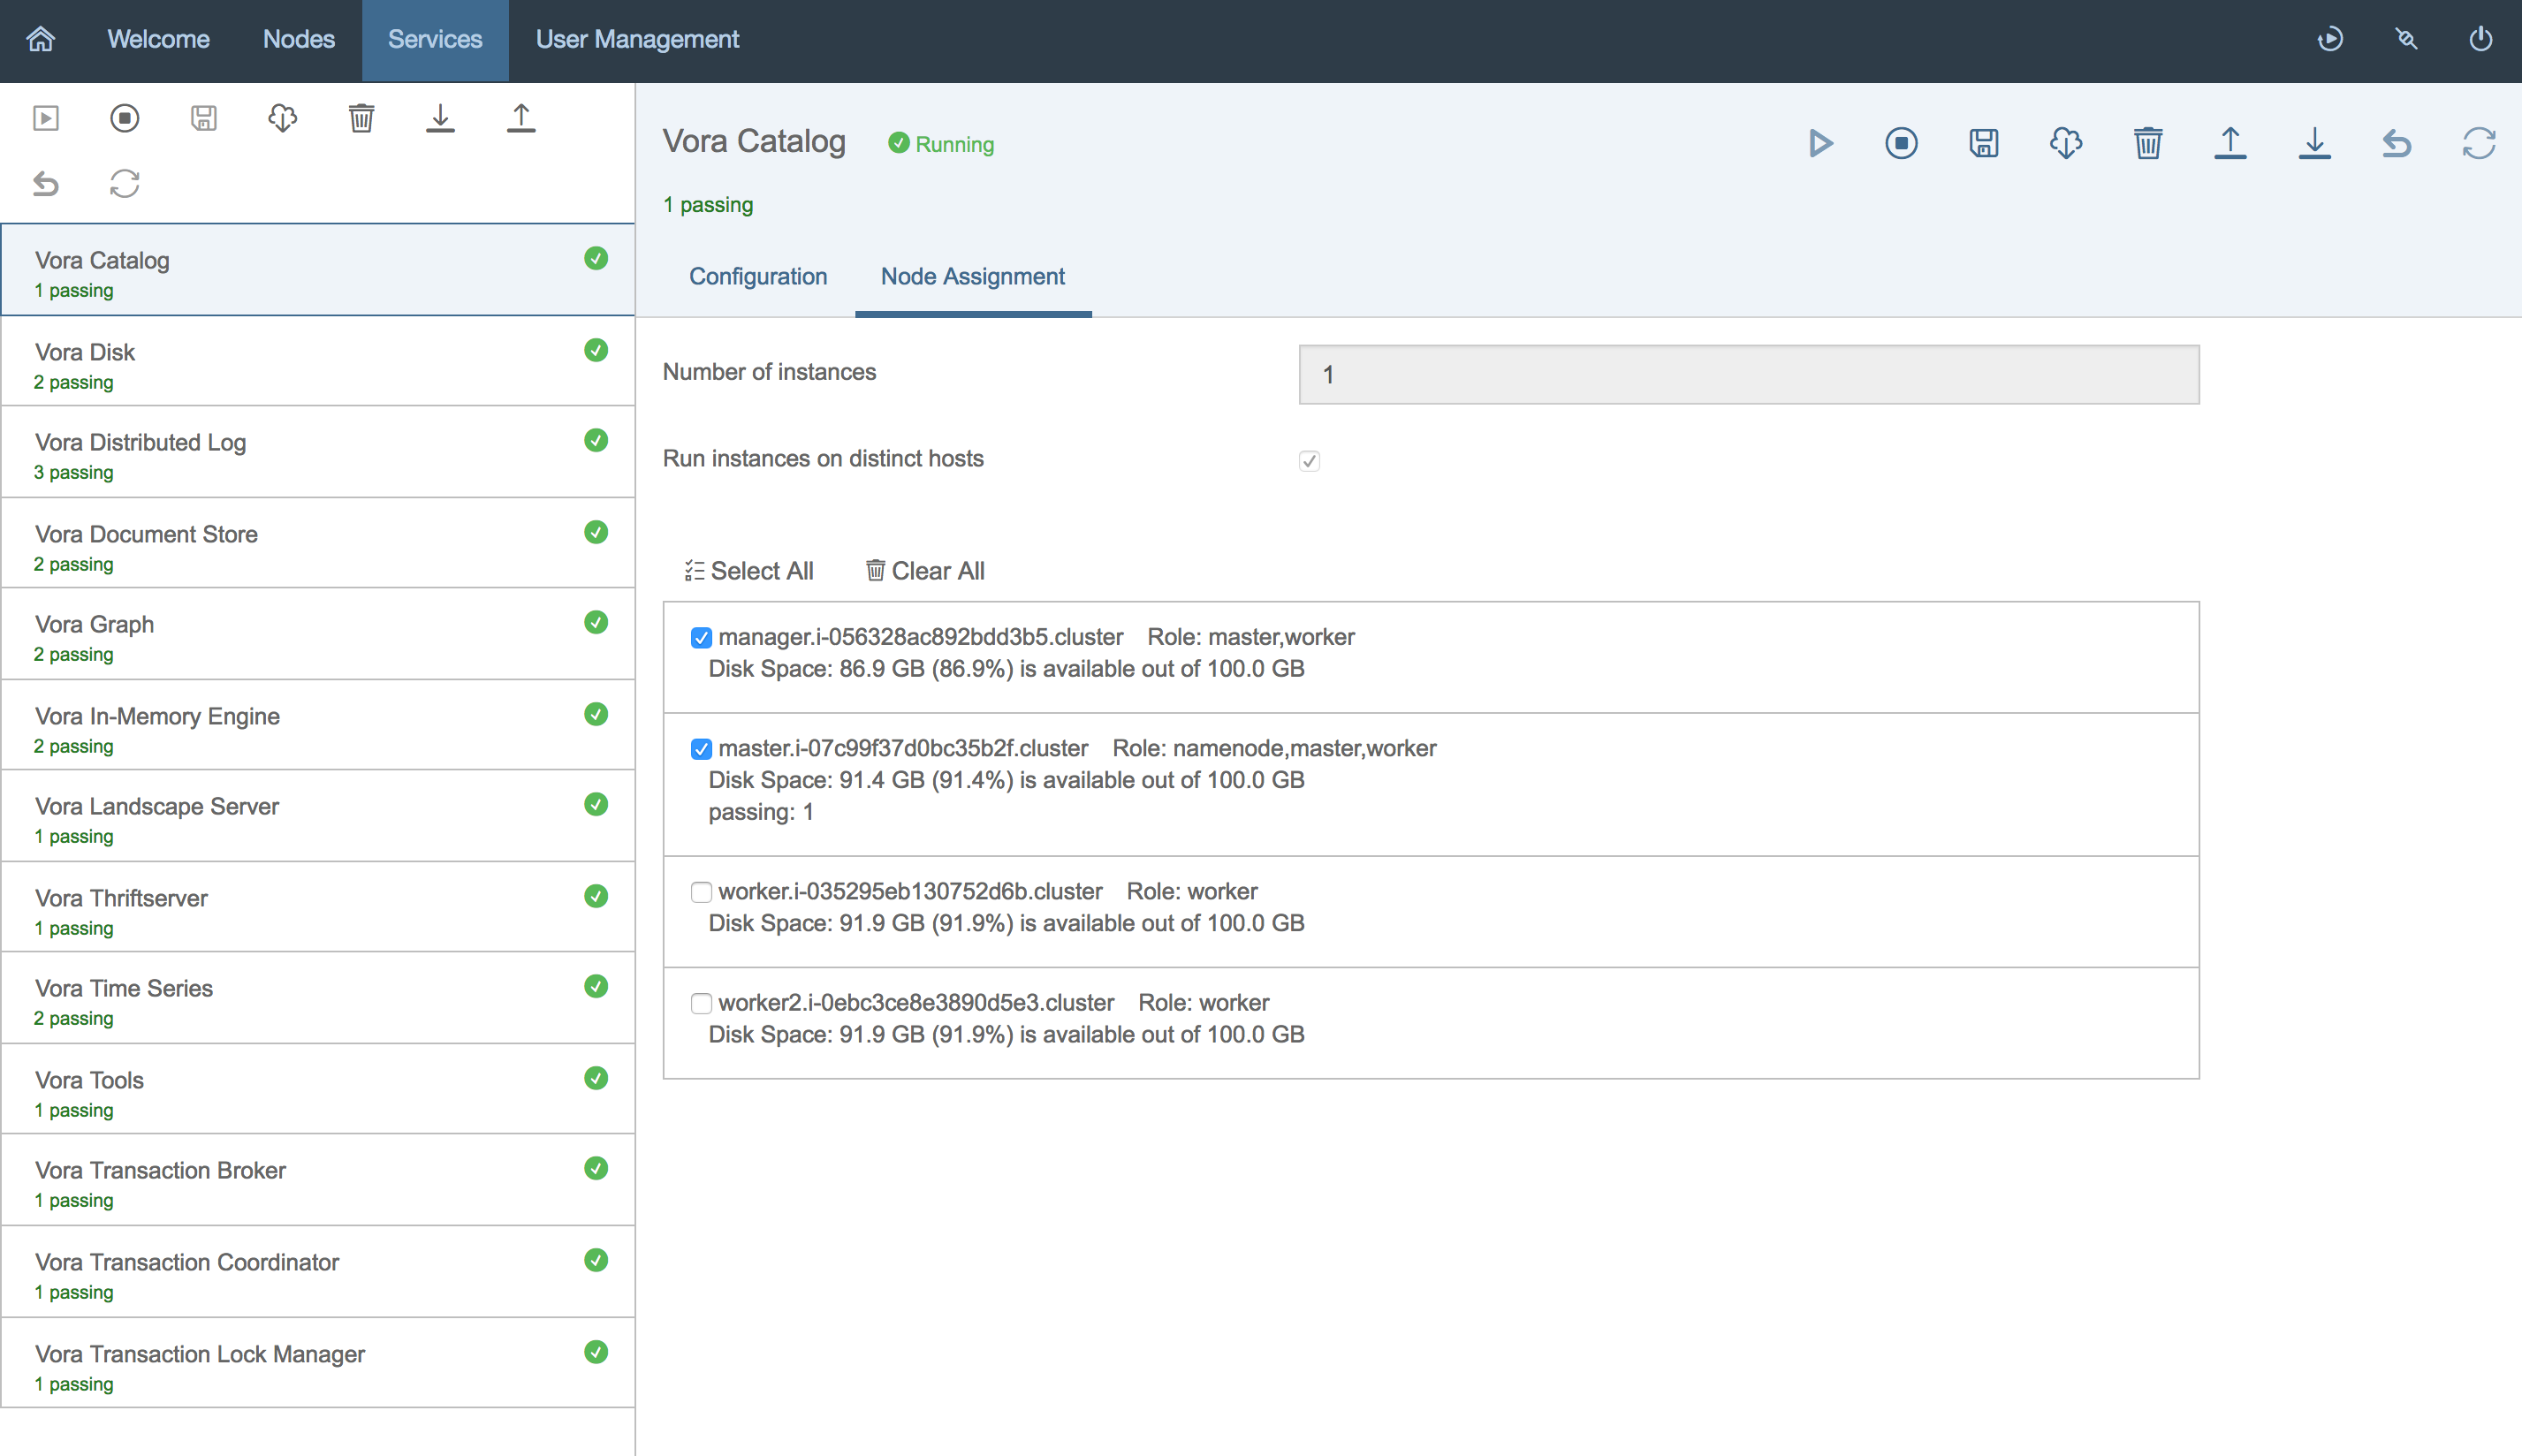 Welcome
Nodes
Services
User Management
Vora Catalog
1 passing
Vora Disk
2 passing
Vora Distributed Log
3 passing
Vora Document Store
2 passing
Vora Graph
2 passing
Vora In-Memory Engine
2 passing
Vora Landscape Server
1 passing
Vora Thriftserver
1 passing
Vora Time Series
2 passing
Vora Tools
1 passing
Vora Transaction Broker
1 passing
Vora Transaction Coordinator
1 passing
Vora Transaction Lock Manager
1 passing
Vora Catalog
Running
1 passing
Configuration
Node Assignment
Number of instances
1
Run instances on distinct hosts
Select All
Clear All
manager.i-056328ac892bdd3b5.cluster Role: master,worker
Disk Space: 86.9 GB (86.9%) is available out of 100.0 GB
master.i-07c99f37d0bc35b2f.cluster Role: namenode,master,worker
Disk Space: 91.4 GB (91.4%) is available out of 100.0 GB
passing: 1
worker.i-035295eb130752d6b.cluster Role: worker
Disk Space: 91.9 GB (91.9%) is available out of 100.0 GB
worker2.i-0ebc3ce8e3890d5e3.cluster Role: worker
Disk Space: 91.9 GB (91.9%) is available out of 100.0 GB